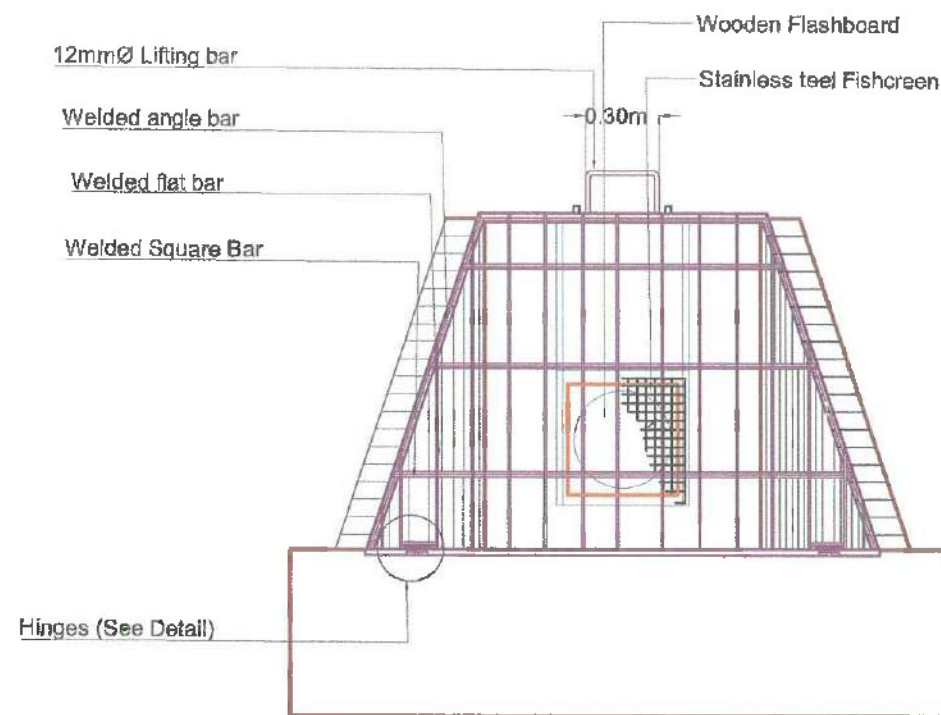 Wooden Flashboard
12mmØ Lifting bar
Stainless teel Fishcreen
0.30m
Welded angle bar
Welded flat bar
Welded Square Bar
Hinges (See Detail)